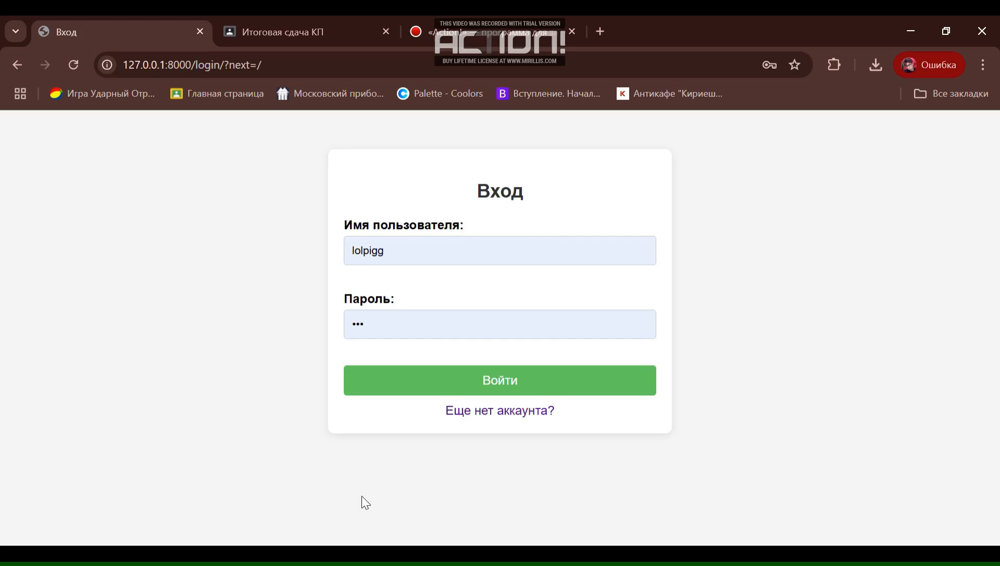 Вход
Итоговая сдача КП
«Action!» — программа для з
THIS VIDEO WAS RECORDED WITH TRIAL VERSION
ACTION!
BUY LIFETIME LICENSE AT WWW.MIRILLIS.COM
127.0.0.1:8000/login/?next=/
Ошибка
Игра Ударный Отр...
Главная страница
Московский прибо...
Palette - Coolors
B
Вступление. Начал...
K
Антикафе "Кириеш...
Все закладки
Вход
Имя пользователя:
lolpigg
Пароль:
•••
Войти
Еще нет аккаунта?